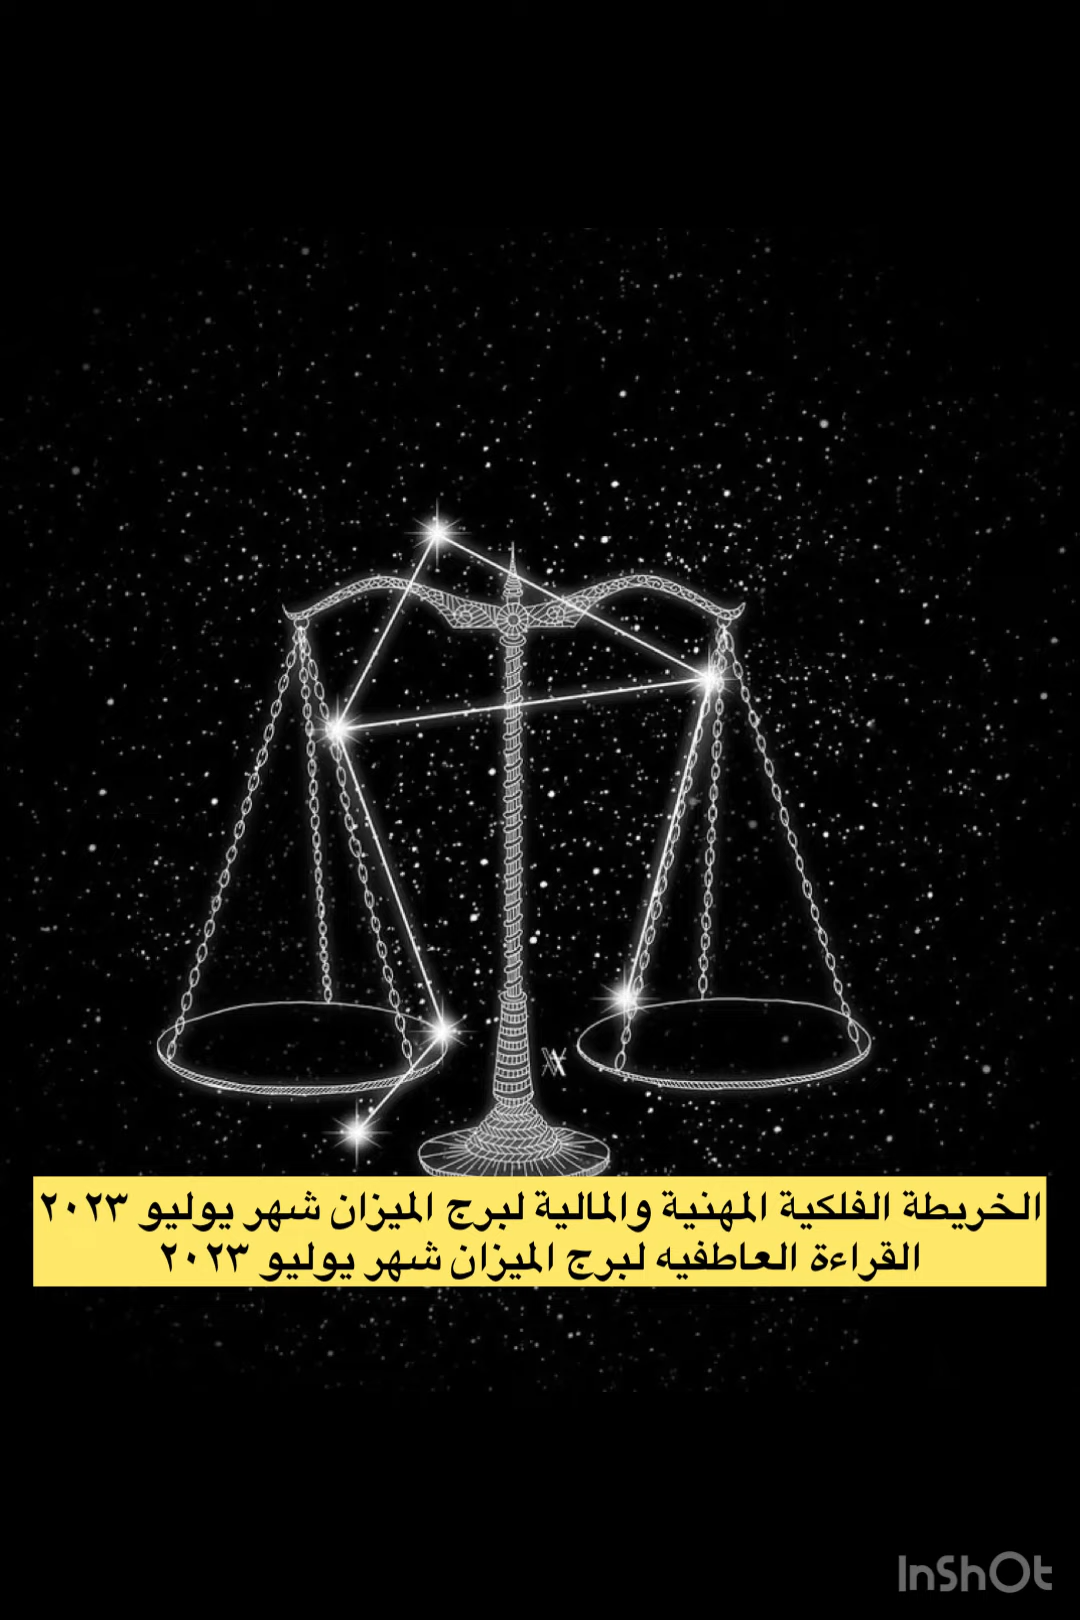 الخريطة الفلكية المهنية والمالية لبرج الميزان شهر يوليو ٢٠٢٣
القراءة العاطفيه لبرج الميزان شهر يوليو ٢٠٢٣
InShOt